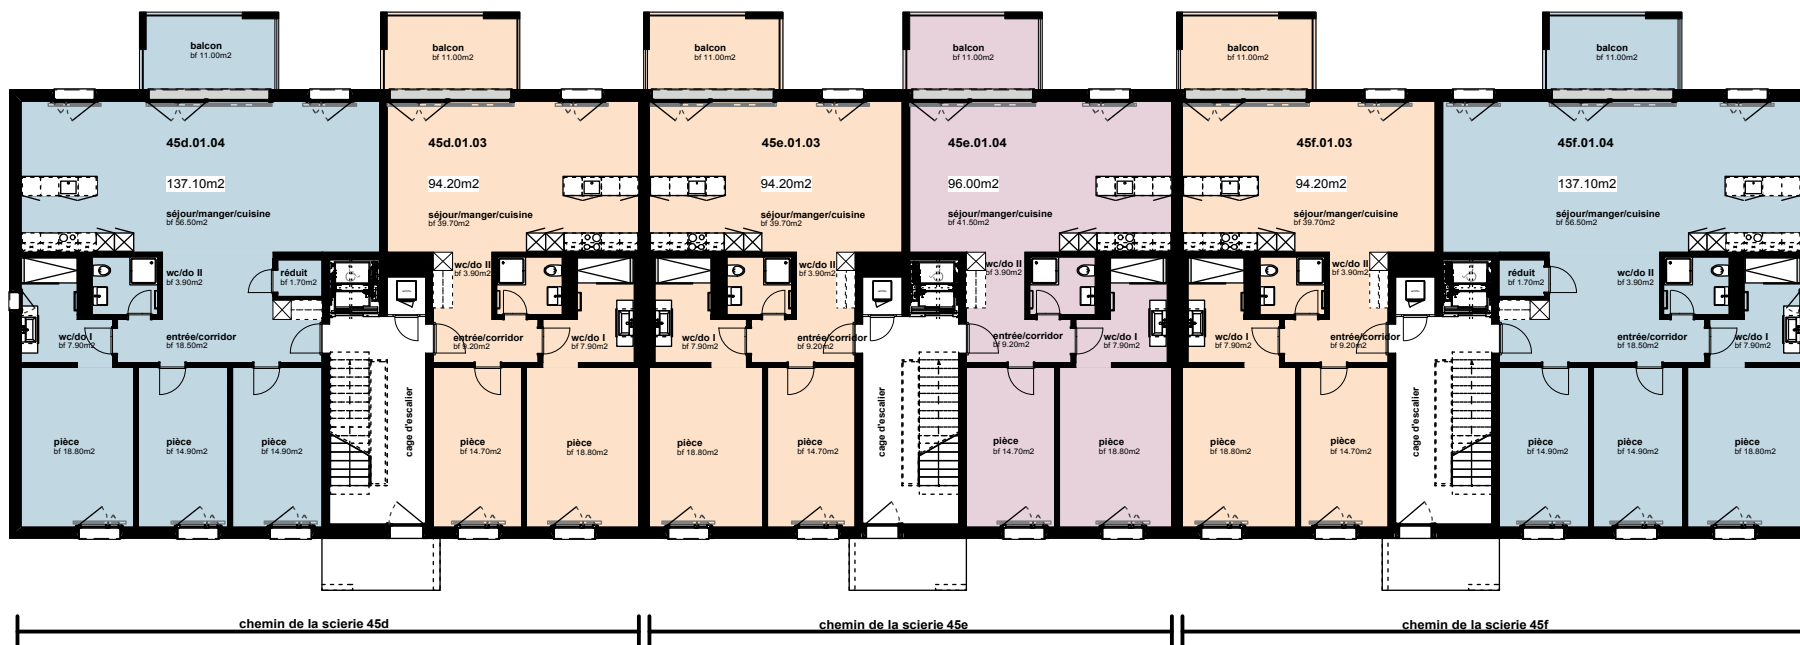 balcon
bf 11.00m2
balcon
bf 11.00m2
balcon
bf 11.00m2
balcon
bf 11.00m2
balcon
bf 11.00m2
balcon
bf 11.00m2
45d.01.04
137.10m2
séjour/manger/cuisine
bf 56.50m2
45d.01.03
94.20m2
séjour/manger/cuisine
bf 39.70m2
45e.01.03
94.20m2
séjour/manger/cuisine
bf 39.70m2
45e.01.04
96.00m2
séjour/manger/cuisine
bf 41.50m2
45f.01.03
94.20m2
séjour/manger/cuisine
bf 39.70m2
45f.01.04
137.10m2
séjour/manger/cuisine
bf 56.50m2
wc/do II
bf 3.90m2
réduit
bf 1.70m2
wc/do II
bf 3.90m2
wc/do II
bf 3.90m2
wc/do II
bf 3.90m2
wc/do II
bf 3.90m2
réduit
bf 1.70m2
wc/do II
bf 3.90m2
wc/do I
bf 7.90m2
entrée/corridor
bf 18.50m2
entrée/corridor
bf 9.20m2
wc/do I
bf 7.90m2
wc/do I
bf 7.90m2
entrée/corridor
bf 9.20m2
entrée/corridor
bf 9.20m2
wc/do I
bf 7.90m2
wc/do I
bf 7.90m2
entrée/corridor
bf 9.20m2
entrée/corridor
bf 18.50m2
wc/do I
bf 7.90m2
pièce
bf 18.80m2
pièce
bf 14.90m2
pièce
bf 14.90m2
cage d'escalier
pièce
bf 14.70m2
pièce
bf 18.80m2
pièce
bf 18.80m2
pièce
bf 14.70m2
cage d'escalier
pièce
bf 14.70m2
pièce
bf 18.80m2
pièce
bf 18.80m2
pièce
bf 14.70m2
cage d'escalier
pièce
bf 14.90m2
pièce
bf 14.90m2
pièce
bf 18.80m2
chemin de la scierie 45d
chemin de la scierie 45e
chemin de la scierie 45f